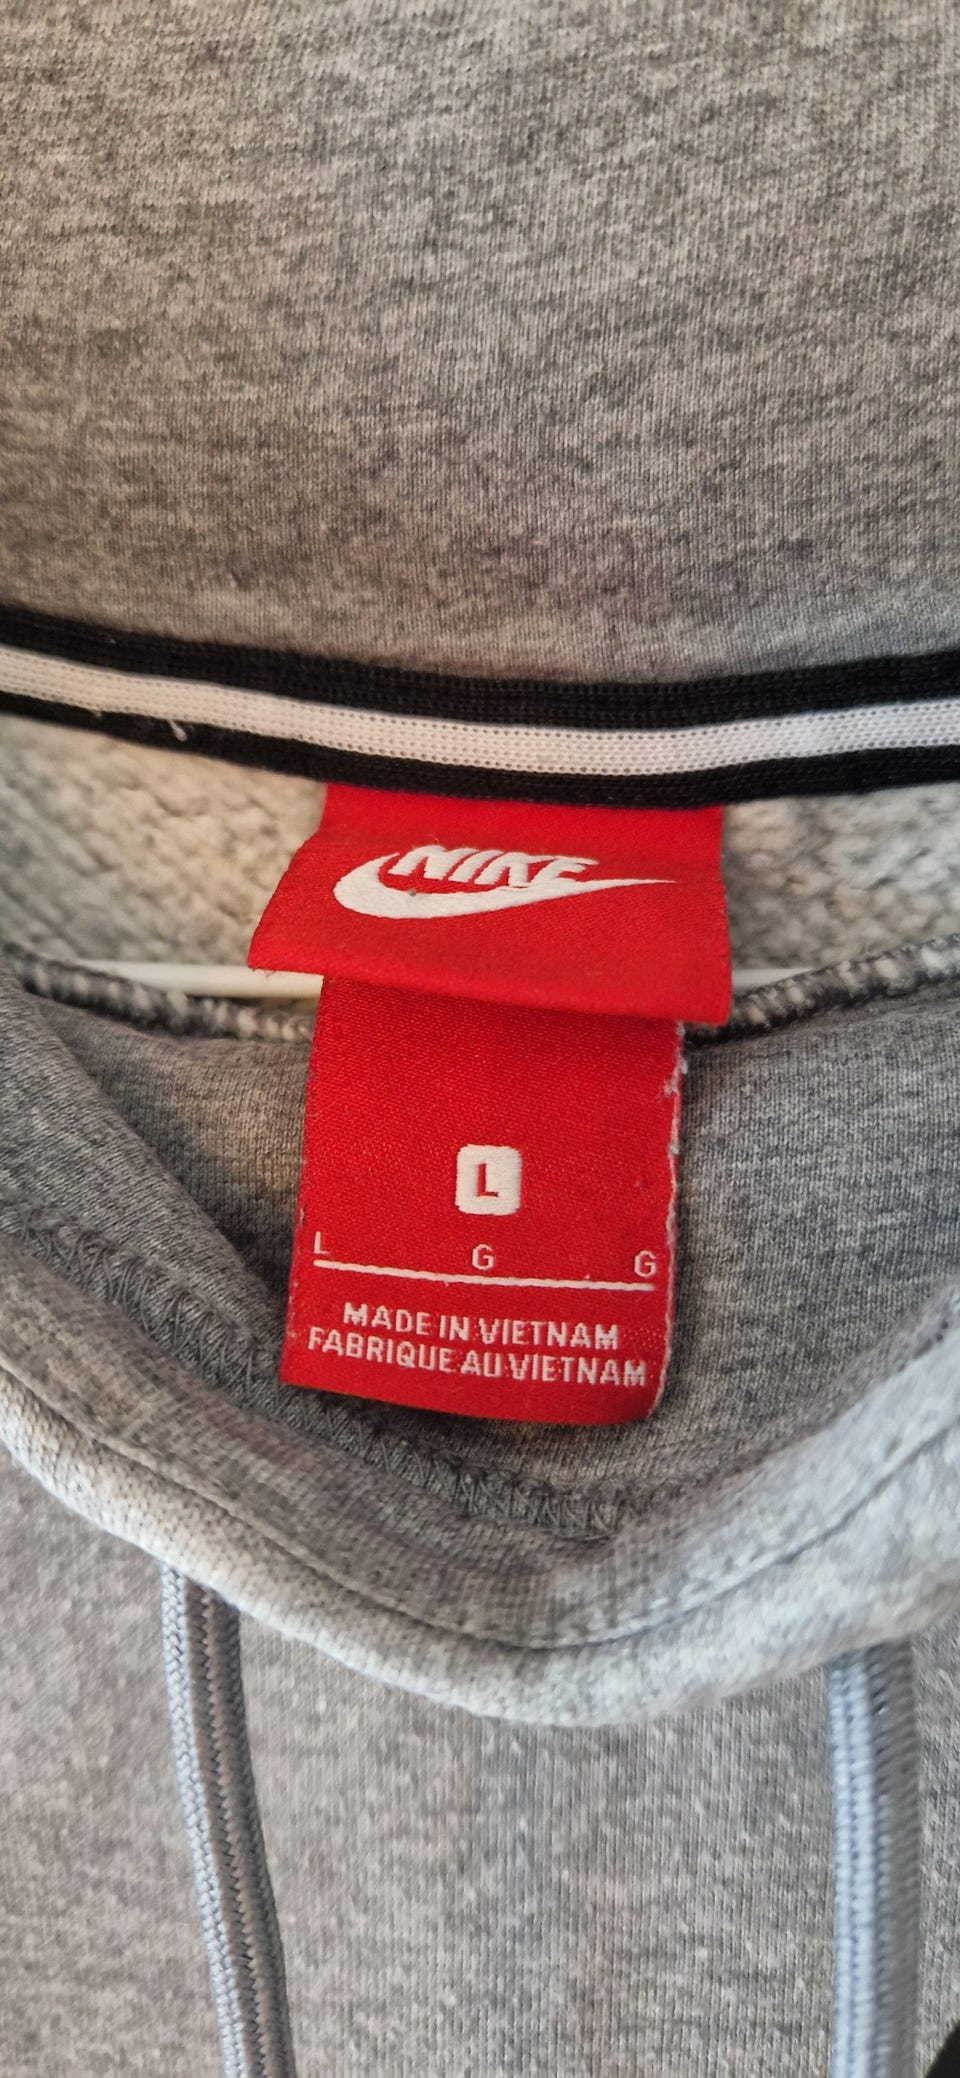 NIKE
L
L G G
MADE IN VIETNAM
FABRIQUE AU VIETNAM